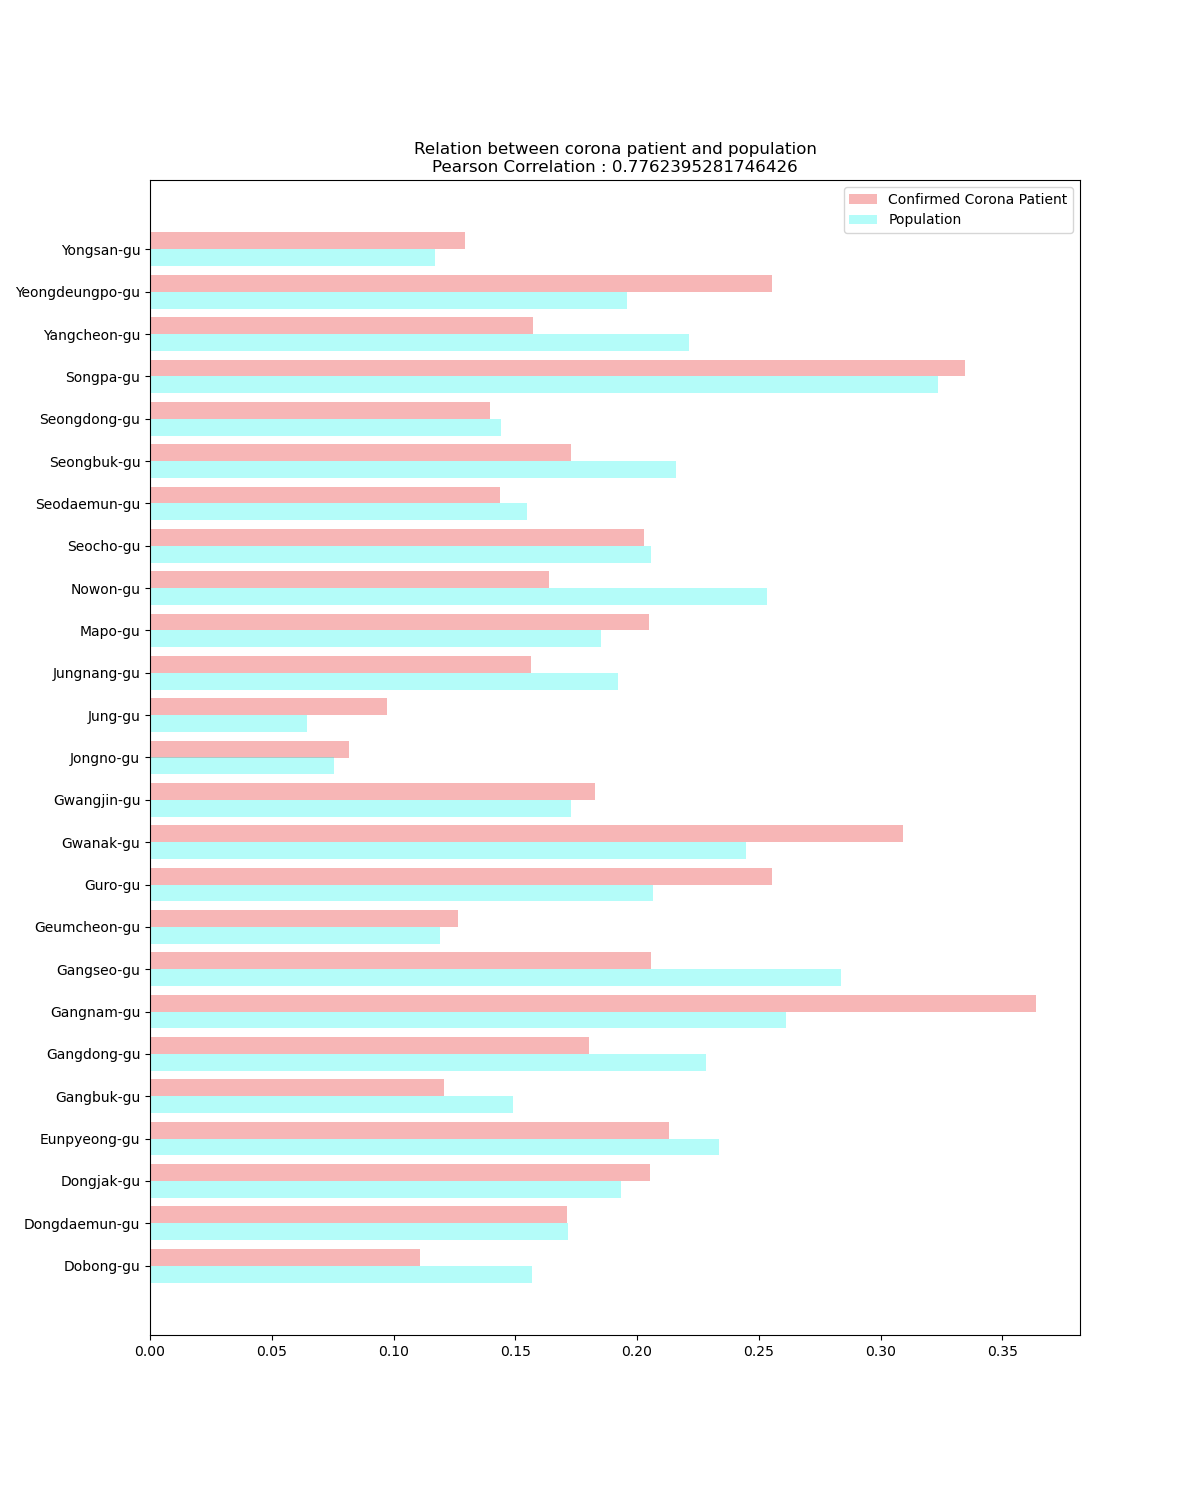 Relation between corona patient and population
Pearson Correlation : 0.7762395281746426
Confirmed Corona Patient
Population
Yongsan-gu
Yeongdeungpo-gu
Yangcheon-gu
Songpa-gu
Seongdong-gu
Seongbuk-gu
Seodaemun-gu
Seocho-gu
Nowon-gu
Mapo-gu
Jungnang-gu
Jung-gu
Jongno-gu
Gwangjin-gu
Gwanak-gu
Guro-gu
Geumcheon-gu
Gangseo-gu
Gangnam-gu
Gangdong-gu
Gangbuk-gu
Eunpyeong-gu
Dongjak-gu
Dongdaemun-gu
Dobong-gu
0.00 0.05 0.10 0.15 0.20 0.25 0.30 0.35